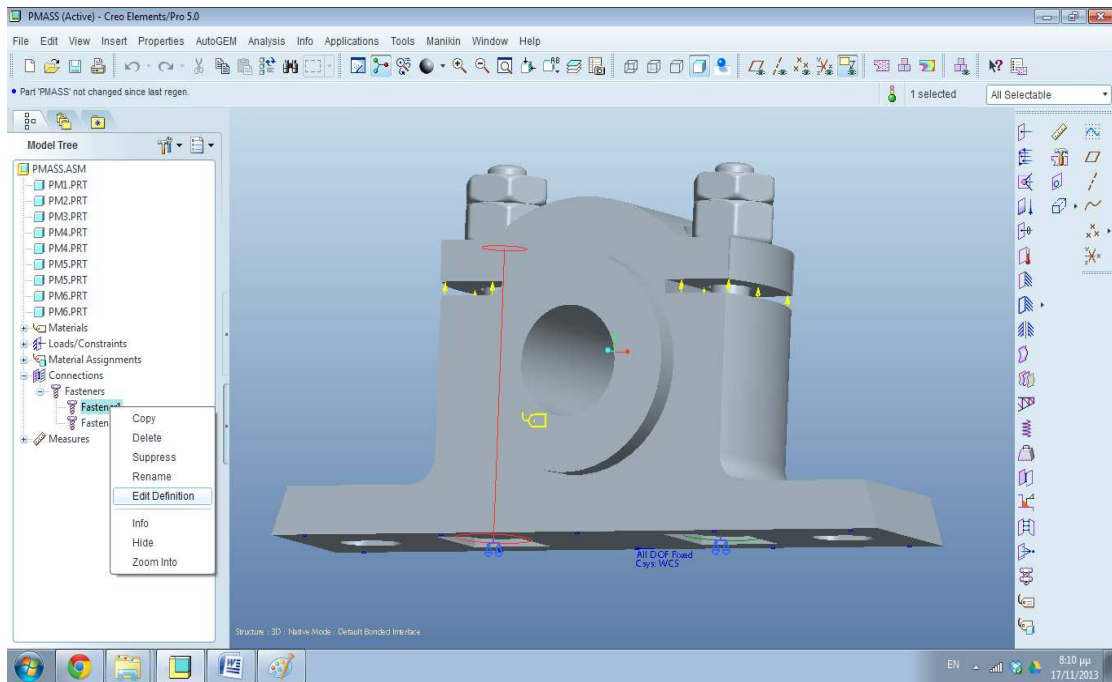 PMASS (Active) - Creo Elements/Pro 5.0
File Edit View Insert Properties AutoGEM Analysis Info Applications Tools Manikin Window Help
• Part 'PMASS' not changed since last regen.
1 selected
All Selectable
Model Tree
PMASS.ASM
PM1.PRT
PM2.PRT
PM3.PRT
PM4.PRT
PM4.PRT
PM5.PRT
PM5.PRT
PM6.PRT
PM6.PRT
Materials
Loads/Constraints
Material Assignments
Connections
Fasteners
Fastener1
Fasten
Measures
Copy
Delete
Suppress
Rename
Edit Definition
Info
Hide
Zoom Into
All DOF Fixed
Csys: WCS
Structure : 3D : Native Mode : Default Bonded Interface
EN
8:10 μμ
17/11/2013